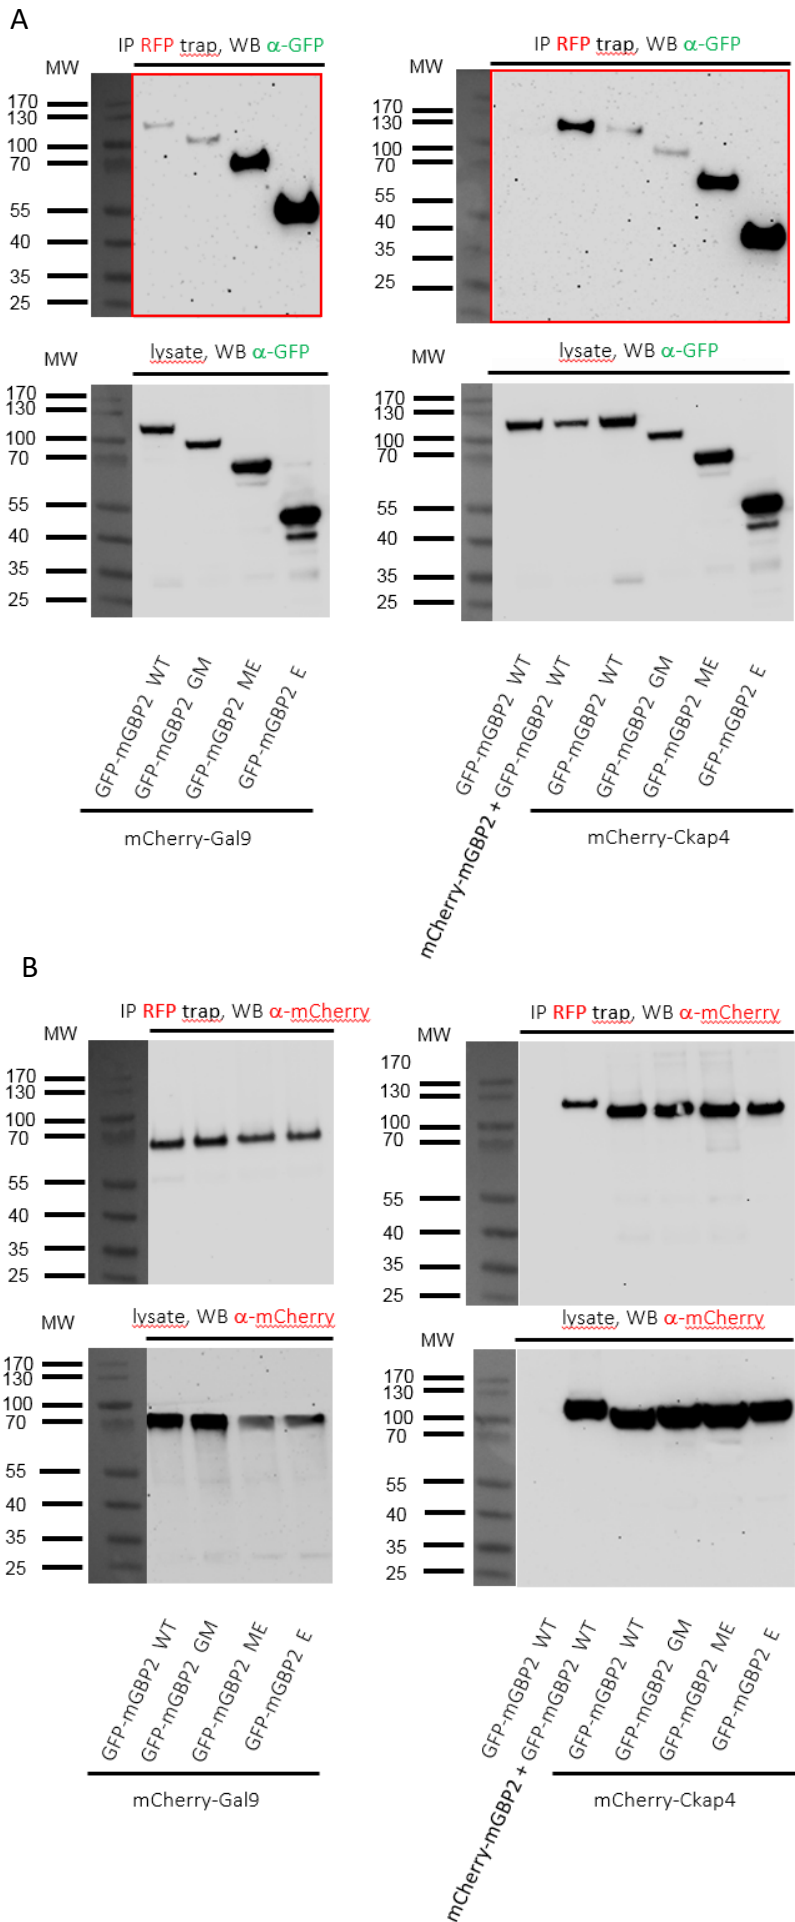 A
IP RFP trap, WB α-GFP
MW
170
130
100
70
55
40
35
25
IP RFP trap, WB α-GFP
MW
170
130
100
70
55
40
35
25
lysate, WB α-GFP
MW
170
130
100
70
55
40
35
25
lysate, WB α-GFP
MW
170
130
100
70
55
40
35
25
GFP-mGBP2 WT
GFP-mGBP2 GM
GFP-mGBP2 ME
GFP-mGBP2 E
mCherry-Gal9
GFP-mGBP2 WT
mCherry-mGBP2 + GFP-mGBP2 WT
GFP-mGBP2 WT
GFP-mGBP2 GM
GFP-mGBP2 ME
GFP-mGBP2 E
mCherry-Ckap4
B
IP RFP trap, WB α-mCherry
MW
170
130
100
70
55
40
35
25
IP RFP trap, WB α-mCherry
MW
170
130
100
70
55
40
35
25
lysate, WB α-mCherry
MW
170
130
100
70
55
40
35
25
lysate, WB α-mCherry
MW
170
130
100
70
55
40
35
25
GFP-mGBP2 WT
GFP-mGBP2 GM
GFP-mGBP2 ME
GFP-mGBP2 E
mCherry-Gal9
GFP-mGBP2 WT
mCherry-mGBP2 + GFP-mGBP2 WT
GFP-mGBP2 WT
GFP-mGBP2 GM
GFP-mGBP2 ME
GFP-mGBP2 E
mCherry-Ckap4